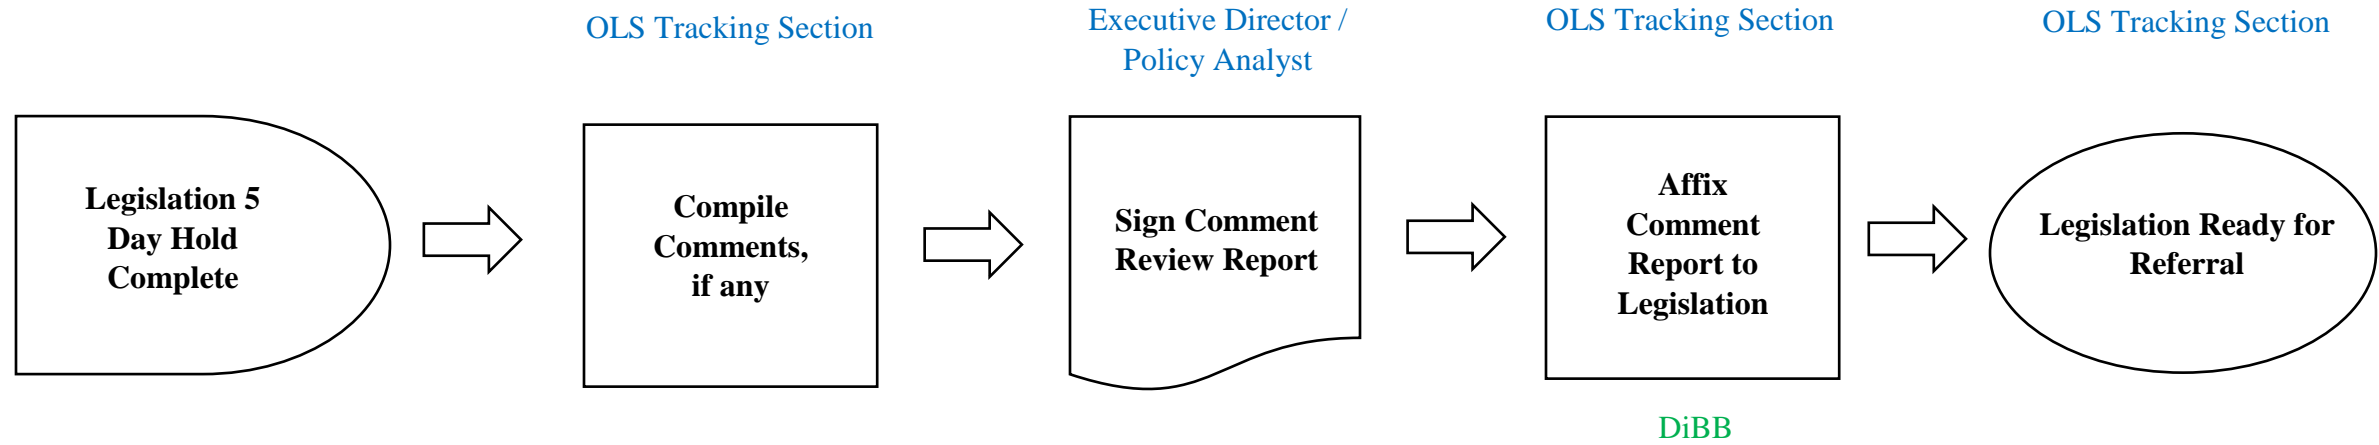 OLS Tracking Section
Executive Director /
Policy Analyst
OLS Tracking Section
OLS Tracking Section
Legislation 5
Day Hold
Complete
Compile
Comments,
if any
Sign Comment
Review Report
Affix
Comment
Report to
Legislation
Legislation Ready for
Referral
DiBB